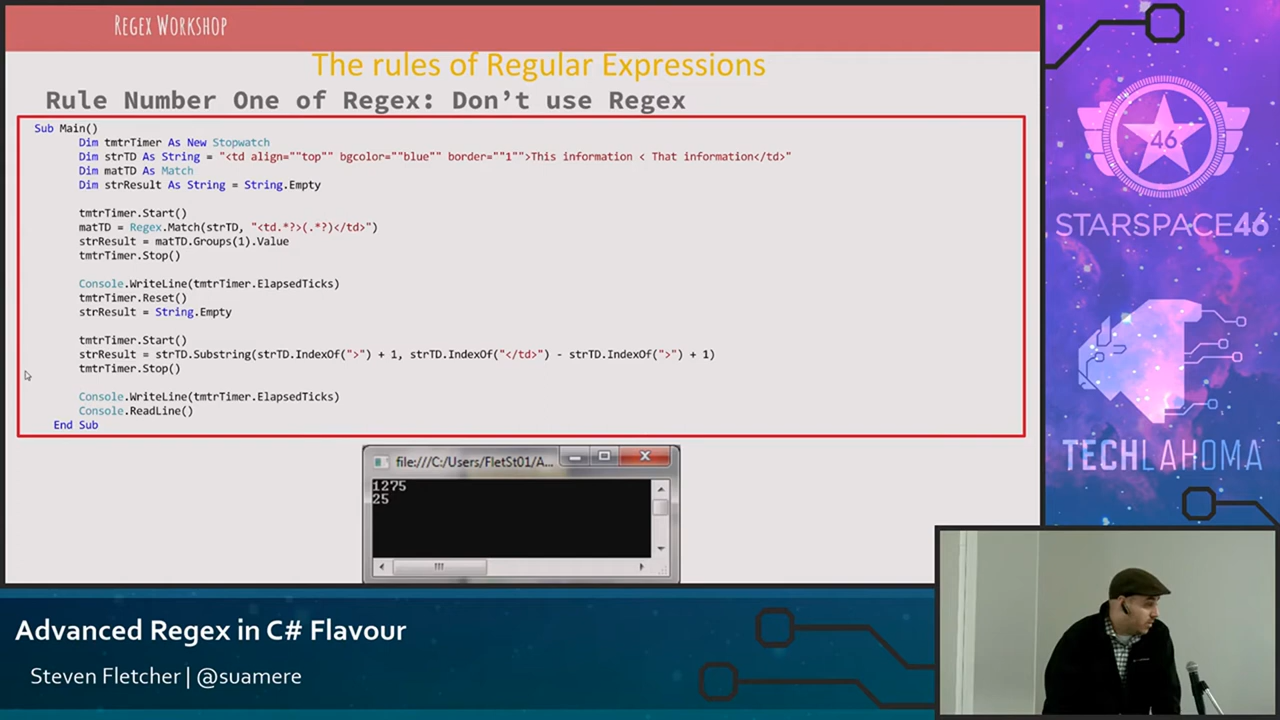 REGEX WORKSHOP
The rules of Regular Expressions
Rule Number One of Regex: Don’t use Regex
Sub Main()
Dim tmtrTimer As New Stopwatch
Dim strTD As String = "<td align=""top"" bgcolor=""blue"" border=""1"">This information < That information</td>"
Dim matTD As Match
Dim strResult As String = String.Empty
tmtrTimer.Start()
matTD = Regex.Match(strTD, "<td.*?>(.*?)</td>")
strResult = matTD.Groups(1).Value
tmtrTimer.Stop()
Console.WriteLine(tmtrTimer.ElapsedTicks)
tmtrTimer.Reset()
strResult = String.Empty
tmtrTimer.Start()
strResult = strTD.Substring(strTD.IndexOf(">") + 1, strTD.IndexOf("</td>") - strTD.IndexOf(">") + 1)
tmtrTimer.Stop()
Console.WriteLine(tmtrTimer.ElapsedTicks)
Console.ReadLine()
End Sub
file:///C:/Users/FletSt01/A...
1275
25
46
STARSPACE46
TECHLAHOMA
Advanced Regex in C# Flavour
Steven Fletcher | @suamere